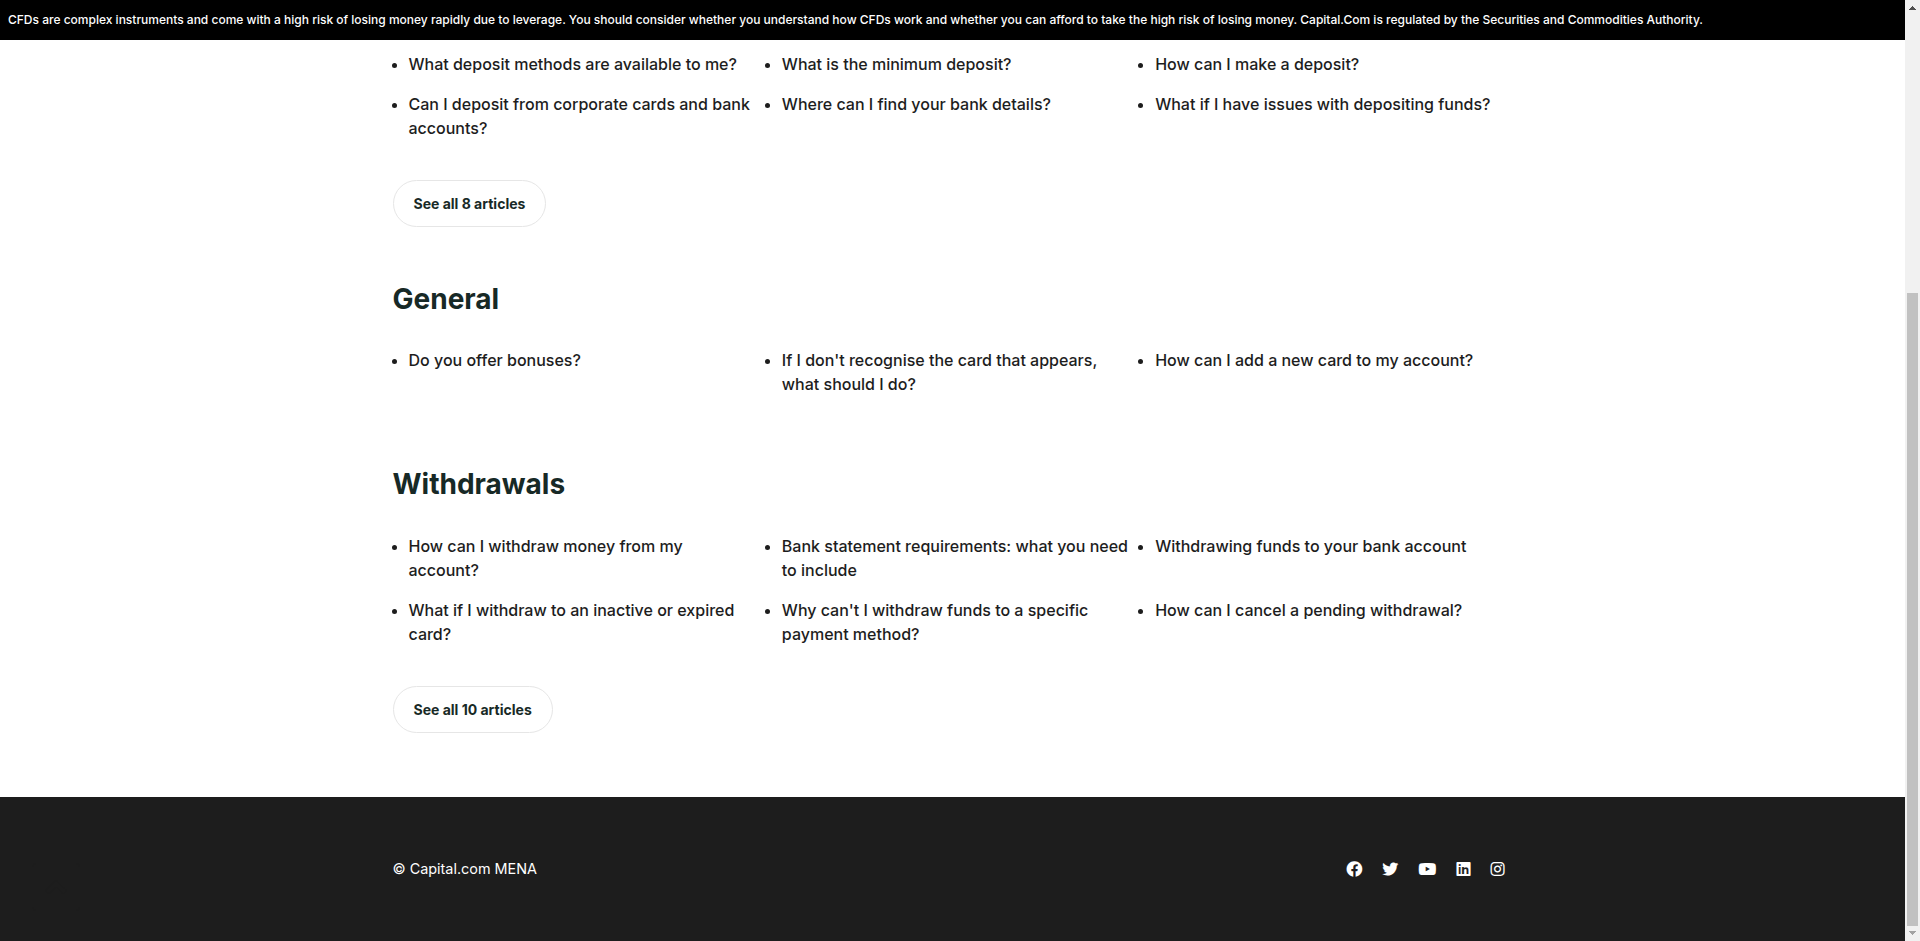 CFDs are complex instruments and come with a high risk of losing money rapidly due to leverage. You should consider whether you understand how CFDs work and whether you can afford to take the high risk of losing money. Capital.Com is regulated by the Securities and Commodities Authority.
What deposit methods are available to me?
What is the minimum deposit?
How can I make a deposit?
Can I deposit from corporate cards and bank
accounts?
Where can I find your bank details?
What if I have issues with depositing funds?
See all 8 articles
General
Do you offer bonuses?
If I don't recognise the card that appears,
what should I do?
How can I add a new card to my account?
Withdrawals
How can I withdraw money from my
account?
Bank statement requirements: what you need
to include
Withdrawing funds to your bank account
What if I withdraw to an inactive or expired
card?
Why can't I withdraw funds to a specific
payment method?
How can I cancel a pending withdrawal?
See all 10 articles
© Capital.com MENA